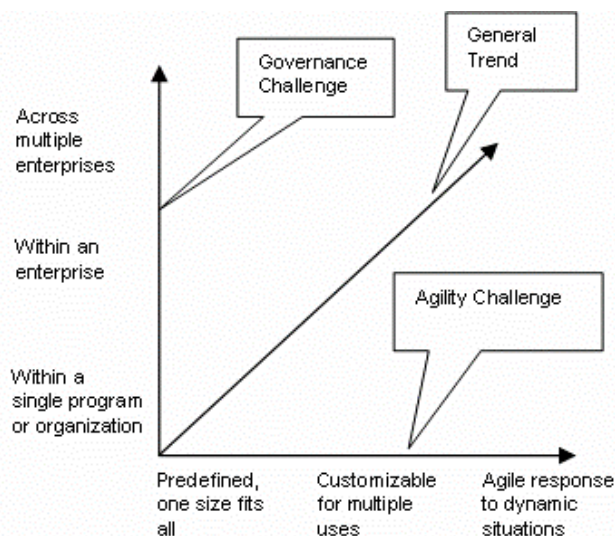 General
Trend
Governance
Challenge
Across
multiple
enterprises
Within an
enterprise
Agility Challenge
Within a
single program
or organization
Predefined,
one size fits
all
Customizable
for multiple
uses
Agile response
to dynamic
situations